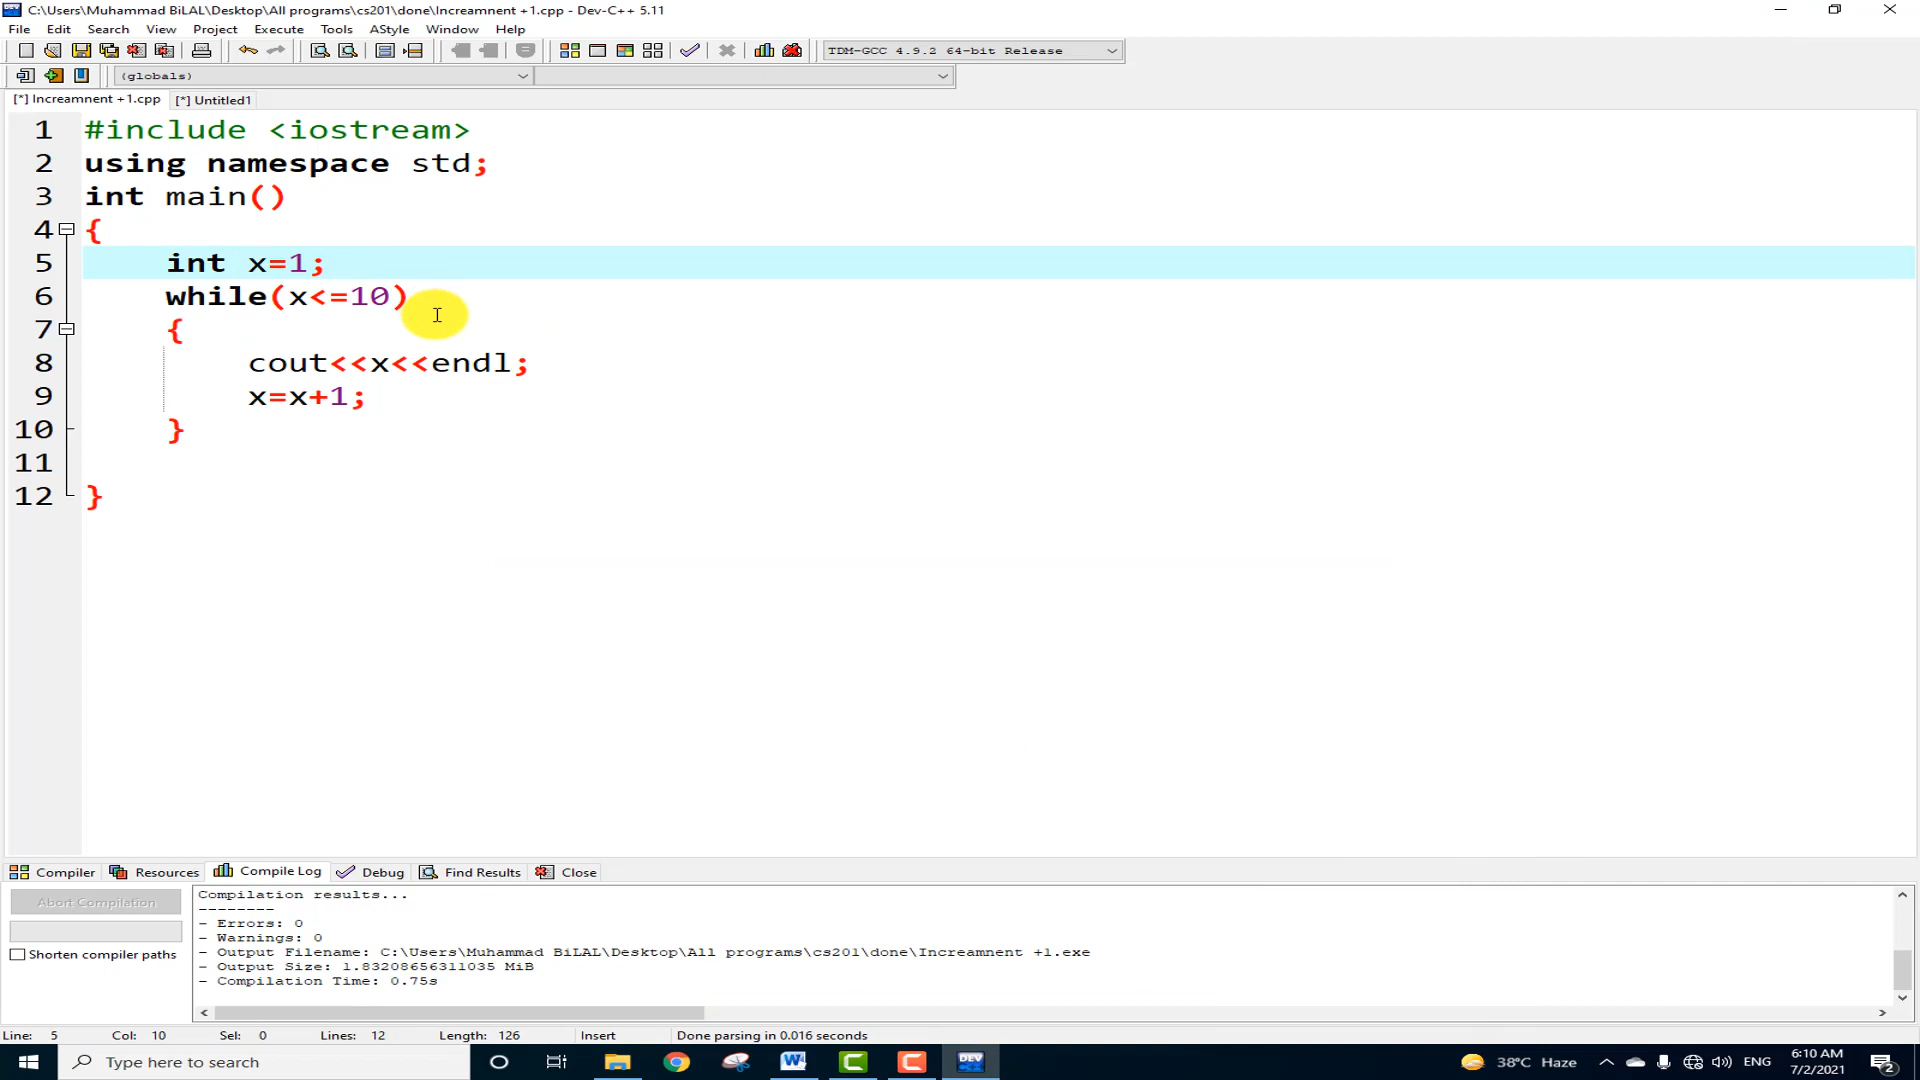 C:\Users\Muhammad BiLAL\Desktop\All programs\cs201\done\Increamnent +1.cpp - Dev-C++ 5.11
File Edit Search View Project Execute Tools AStyle Window Help
TDM-GCC 4.9.2 64-bit Release
(globals)
[*] Increamnent +1.cpp [*] Untitled1
1 #include <iostream>
2 using namespace std;
3 int main()
4 {
5 int x=1;
6 while(x<=10)
7 {
8 cout<<x<<endl;
9 x=x+1;
10 }
11
12 }
Compiler Resources Compile Log Debug Find Results Close
Abort Compilation
Shorten compiler paths
Compilation results...
--------
- Errors: 0
- Warnings: 0
- Output Filename: C:\Users\Muhammad BiLAL\Desktop\All programs\cs201\done\Increamnent +1.exe
- Output Size: 1.83208656311035 MiB
- Compilation Time: 0.75s
Line: 5 Col: 10 Sel: 0 Lines: 12 Length: 126 Insert Done parsing in 0.016 seconds
Type here to search
DEV
38°C Haze
ENG
6:10 AM
7/2/2021
2